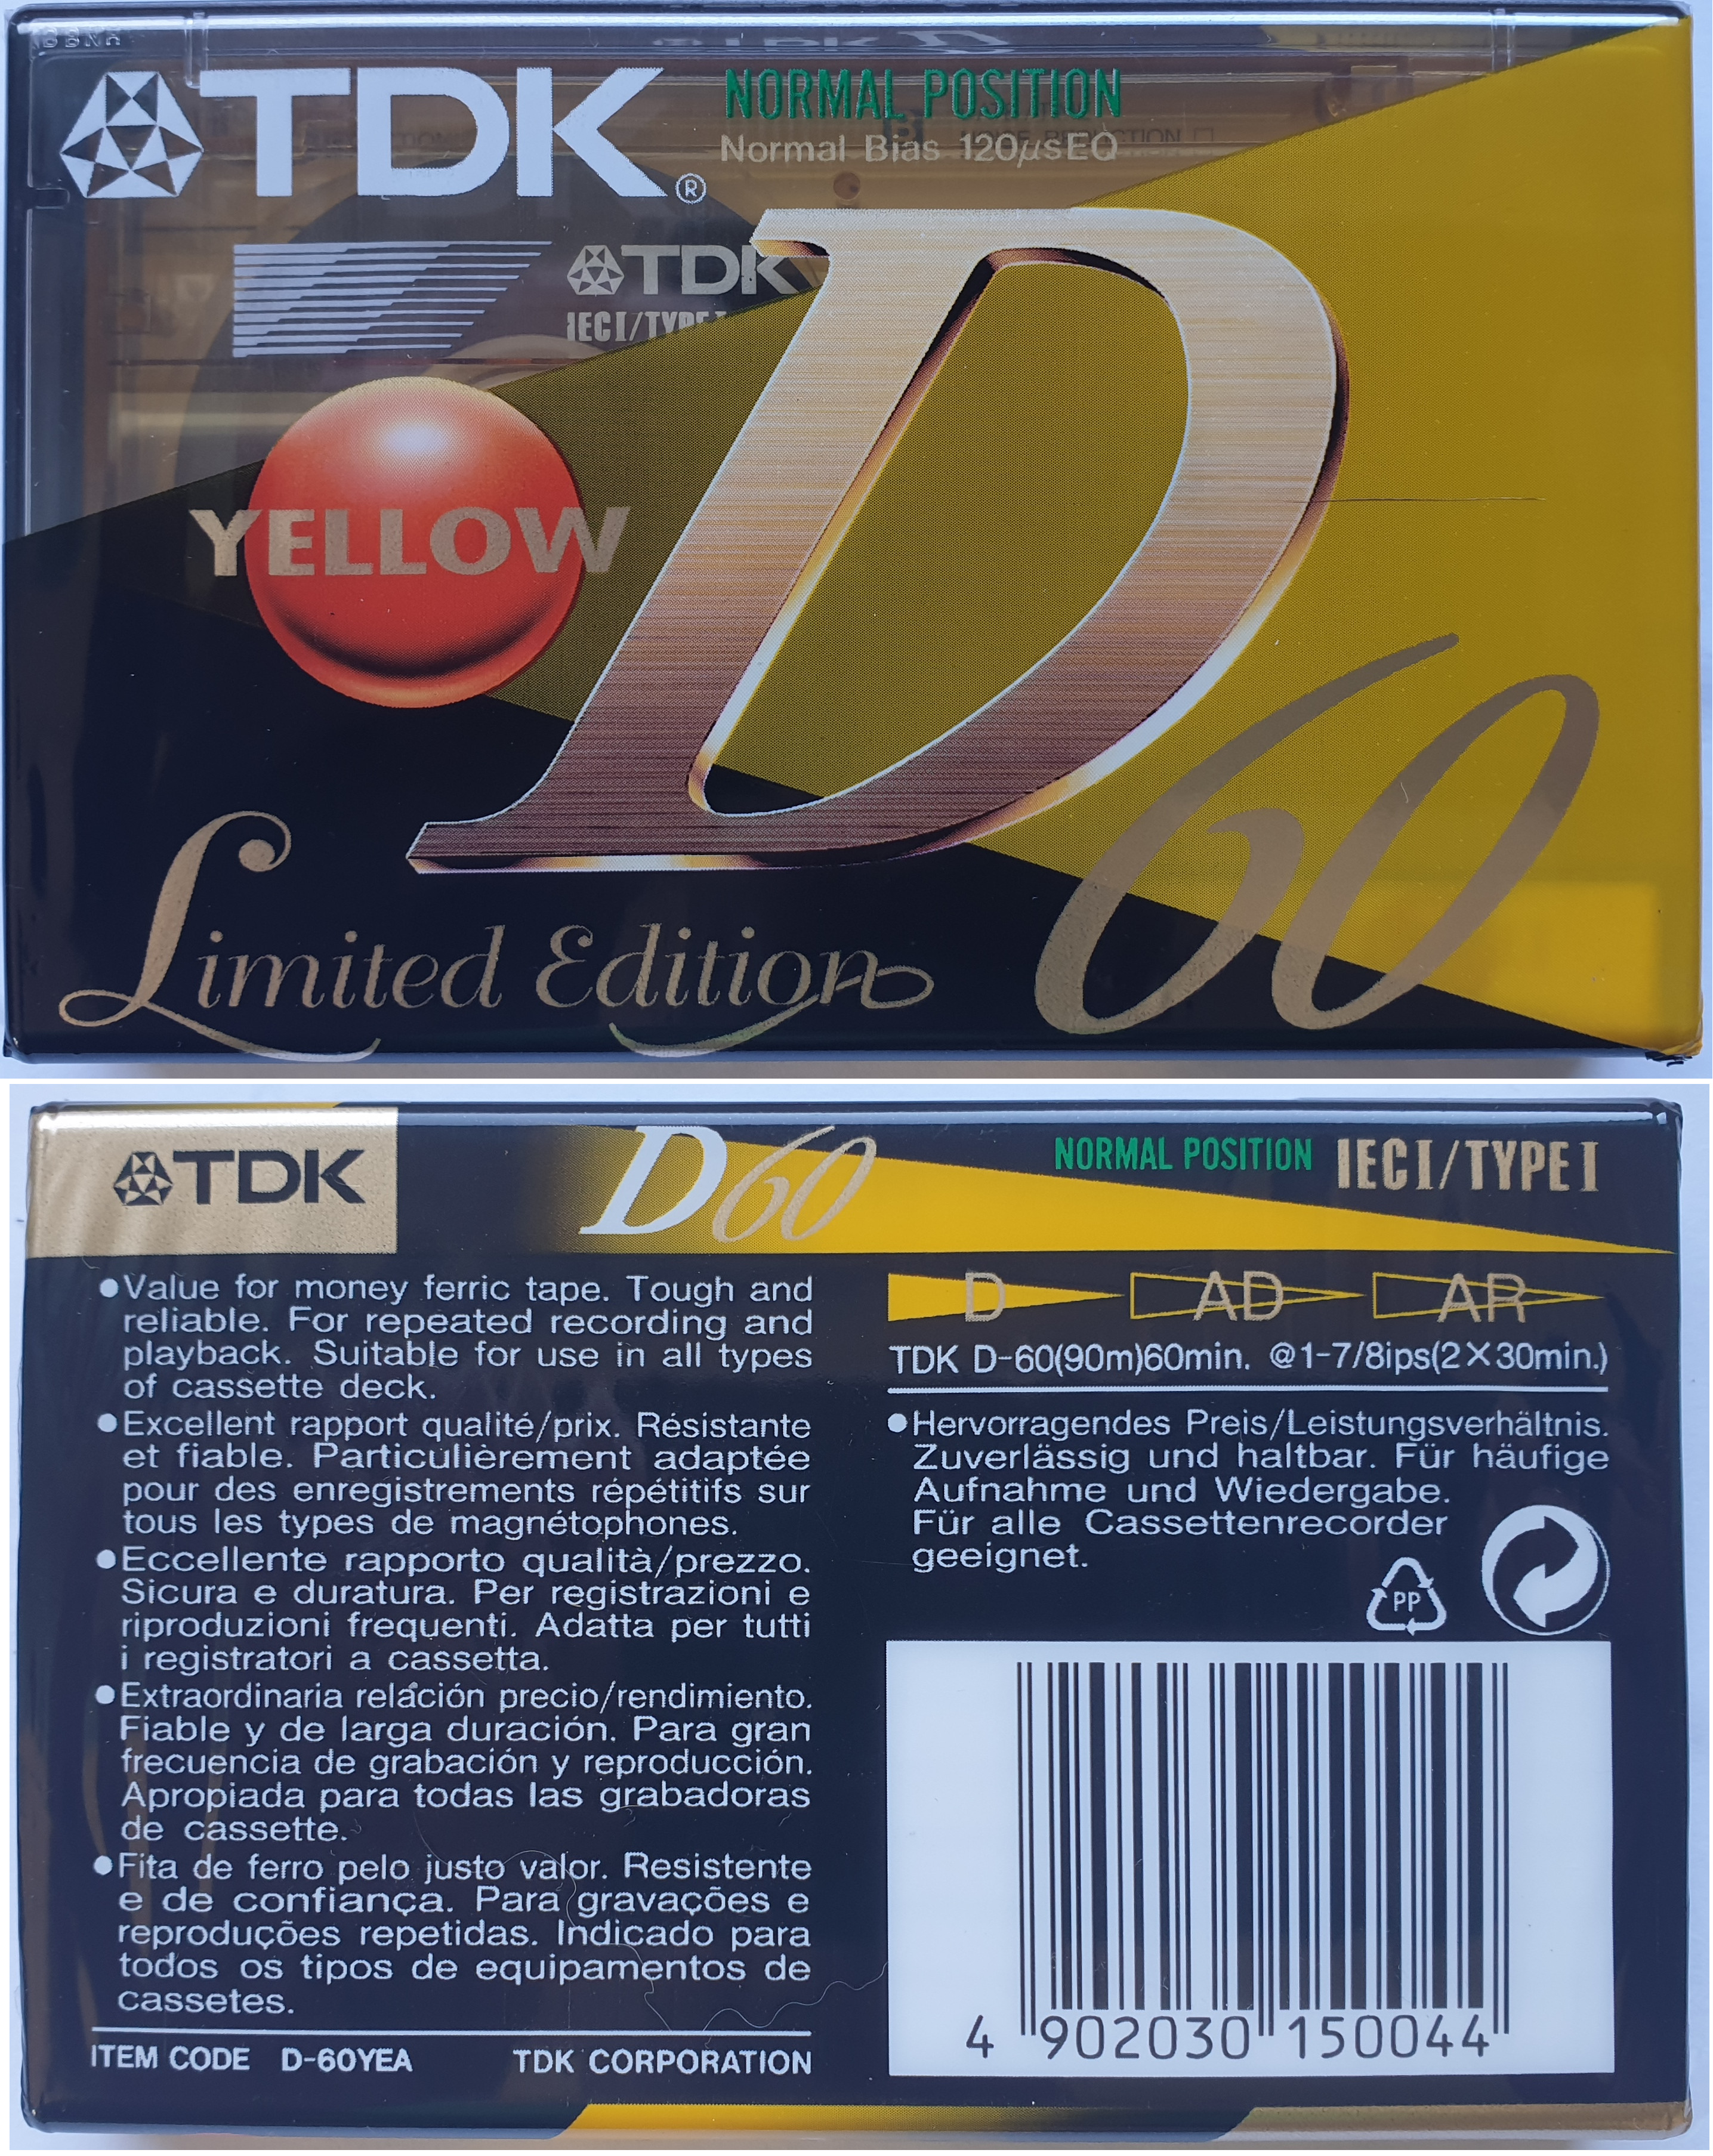 TDK®
NORMAL POSITION
Normal Bias 120μsEQ
TDK
IEC I/TYPE I
YELLOW
D
60
Limited Edition
TDK
D60
NORMAL POSITION IEC I/TYPE I
●Value for money ferric tape. Tough and
reliable. For repeated recording and
playback. Suitable for use in all types
of cassette deck.
●Excellent rapport qualité/prix. Résistante
et fiable. Particulièrement adaptée
pour des enregistrements répétitifs sur
tous les types de magnétophones.
●Eccellente rapporto qualità/prezzo.
Sicura e duratura. Per registrazioni e
riproduzioni frequenti. Adatta per tutti
i registratori a cassetta.
●Extraordinaria relación precio/rendimiento.
Fiable y de larga duración. Para gran
frecuencia de grabación y reproducción.
Apropiada para todas las grabadoras
de cassette.
●Fita de ferro pelo justo valor. Resistente
e de confiança. Para gravações e
reproduções repetidas. Indicado para
todos os tipos de equipamentos de
cassetes.
ITEM CODE D-60YEA TDK CORPORATION
D AD AR
TDK D-60(90m)60min. @1-7/8ips(2×30min.)
●Hervorragendes Preis/Leistungsverhältnis.
Zuverlässig und haltbar. Für häufige
Aufnahme und Wiedergabe.
Für alle Cassettenrecorder
geeignet.
PP
4 902030 150044